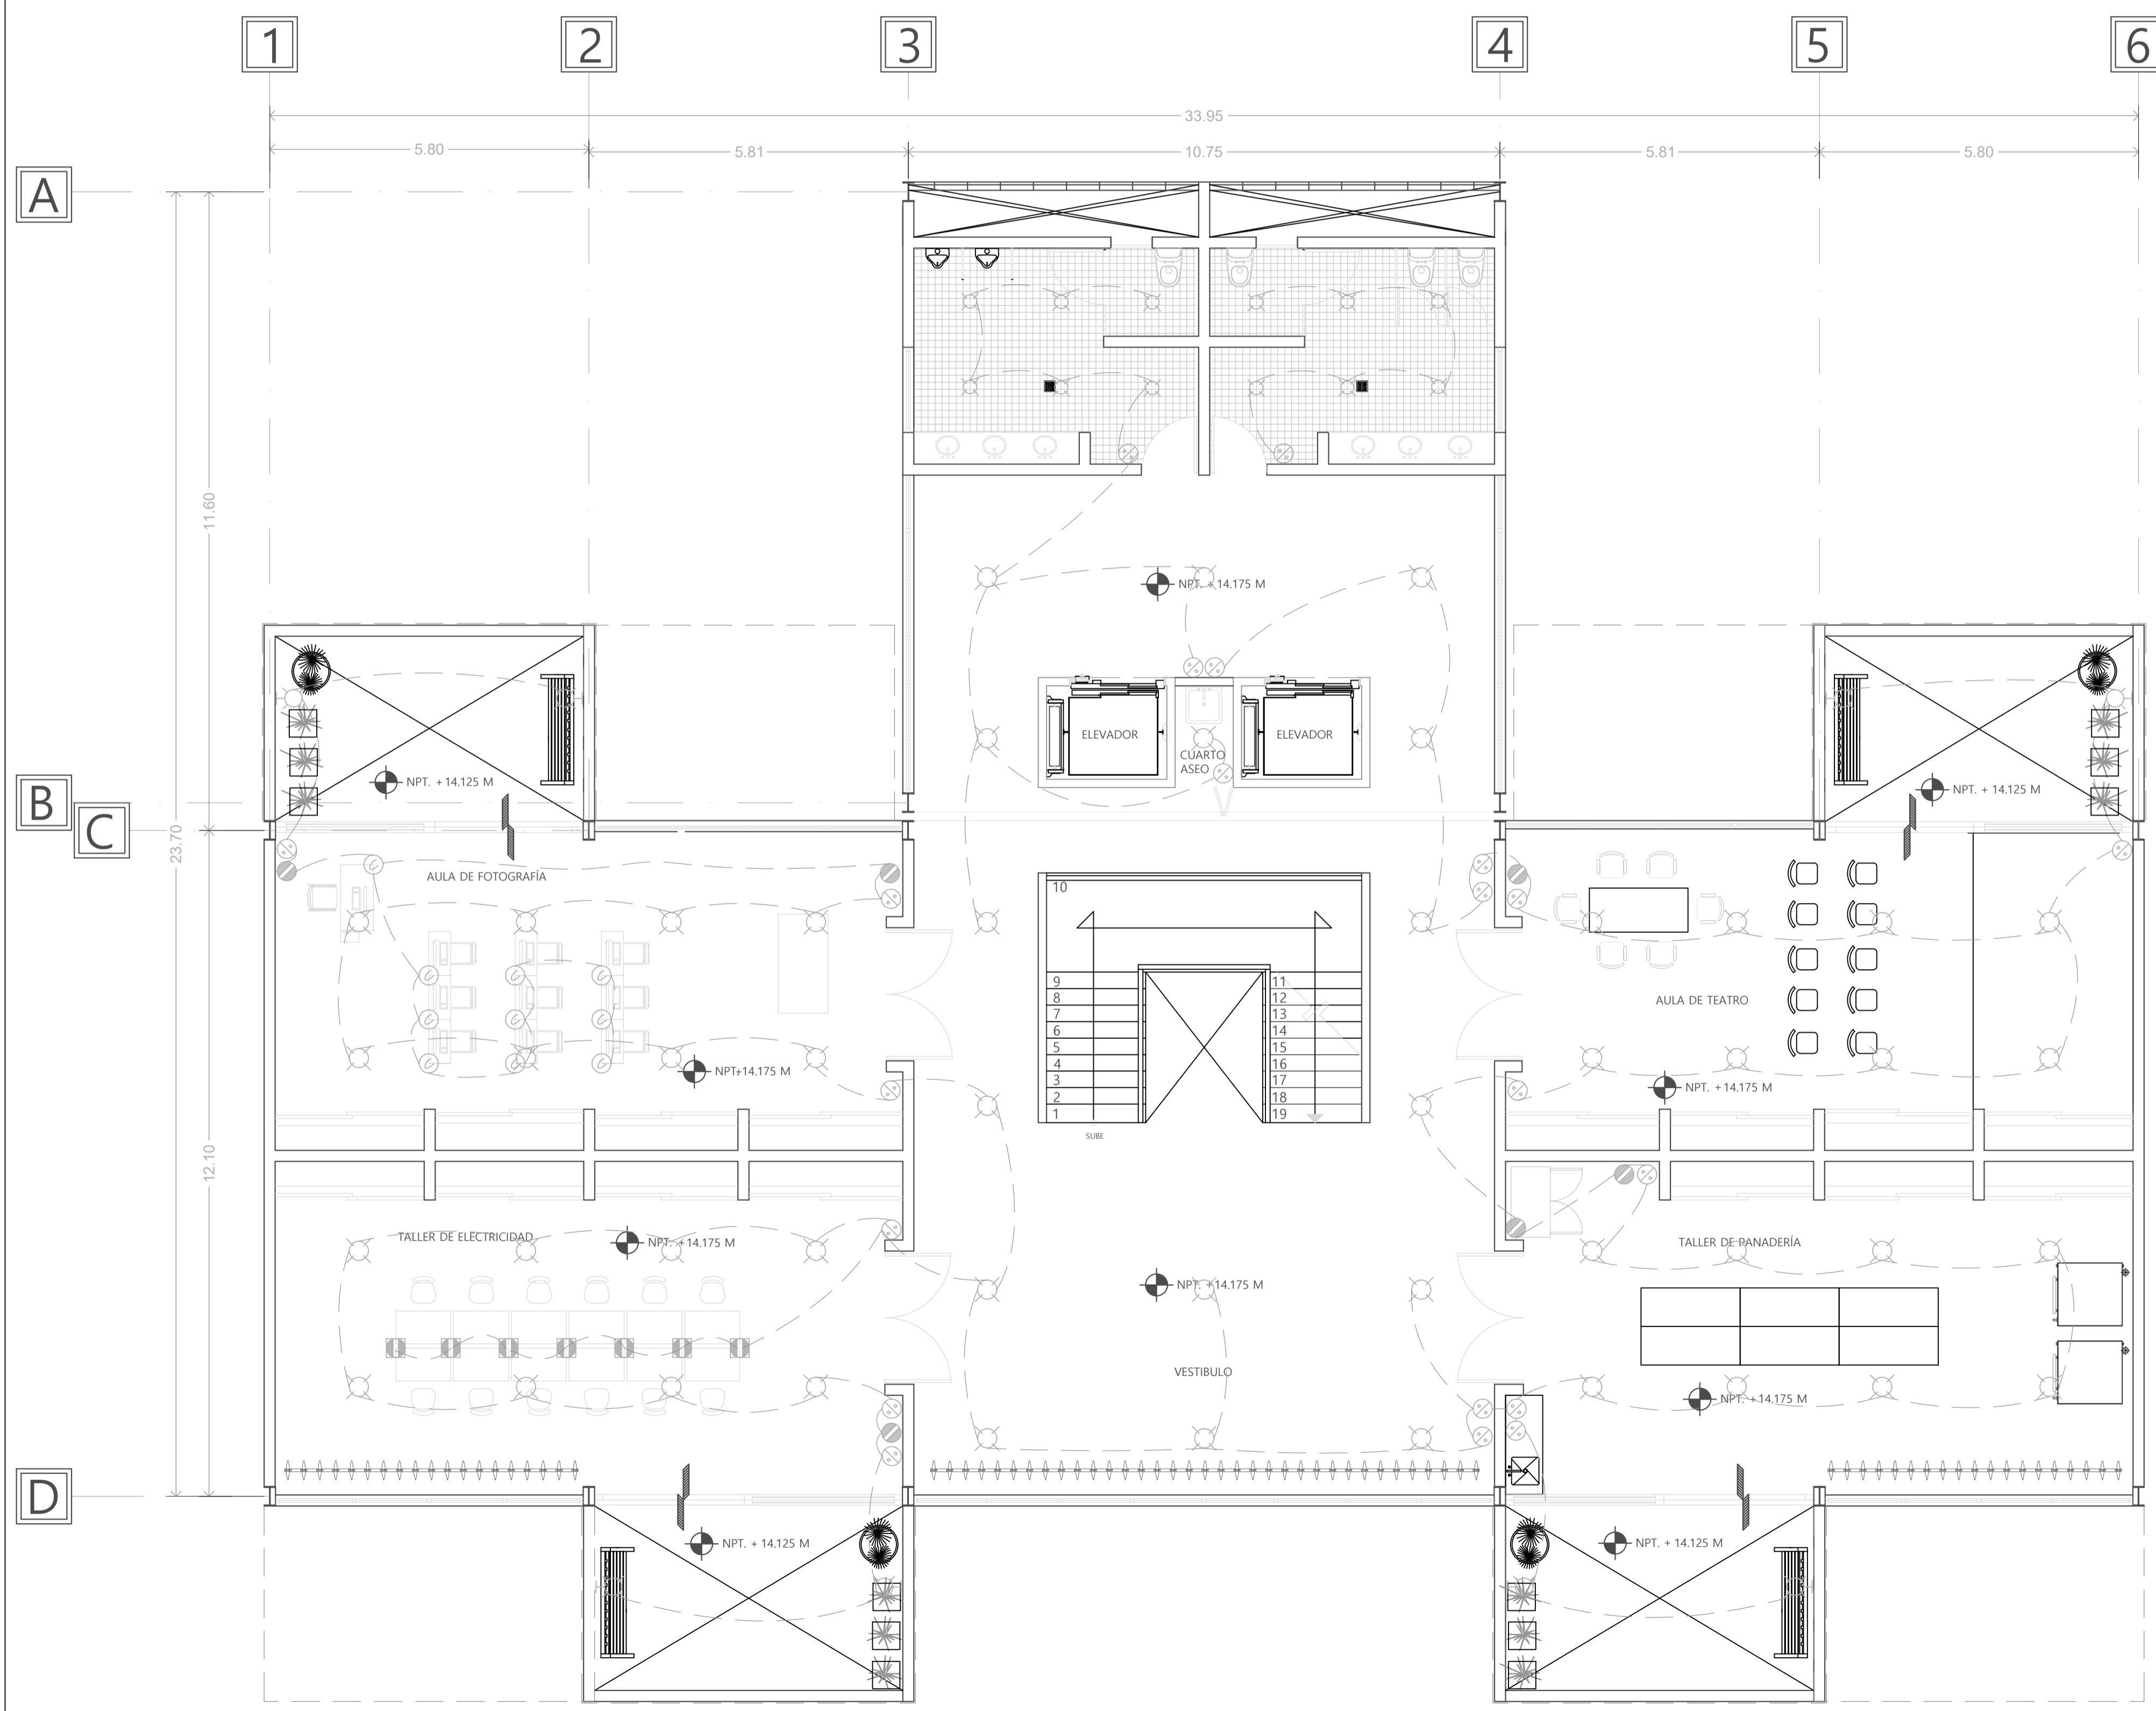 1 2 3 4 5 6
33.95
5.80 5.81 10.75 5.81 5.80
A
11.60
NPT. + 14.175 M
ELEVADOR
CUARTO
ASEO
ELEVADOR
NPT. + 14.125 M
NPT. + 14.125 M
B
C
23.70
AULA DE FOTOGRAFÍA
10
9
8
7
6
5
4
3
2
1
11
12
13
14
15
16
17
18
19
SUBE
AULA DE TEATRO
NPT.+14.175 M
NPT. +14.175 M
12.10
TALLER DE ELECTRICIDAD
NPT. +14.175 M
TALLER DE PANADERÍA
NPT. +14.175 M
VESTIBULO
NPT. +14.175 M
D
NPT. + 14.125 M
NPT. + 14.125 M